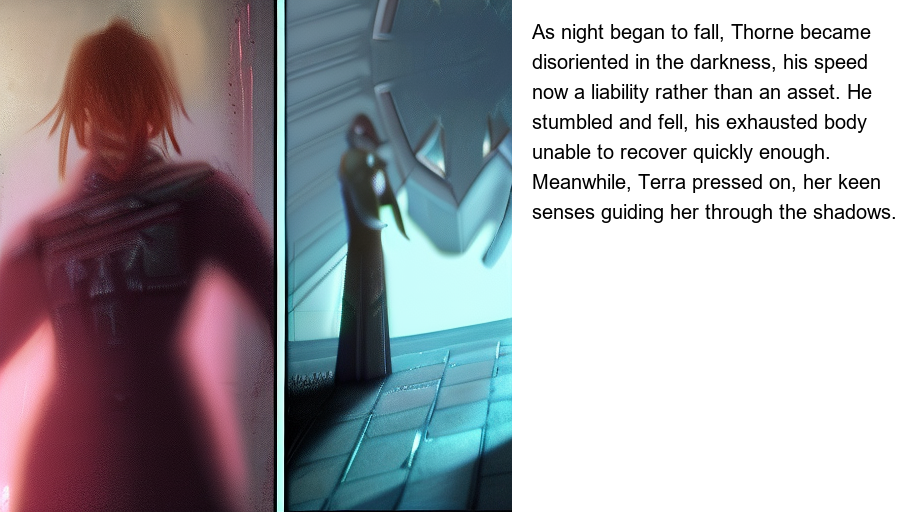 As night began to fall, Thorne became
disoriented in the darkness, his speed
now a liability rather than an asset. He
stumbled and fell, his exhausted body
unable to recover quickly enough.
Meanwhile, Terra pressed on, her keen
senses guiding her through the shadows.